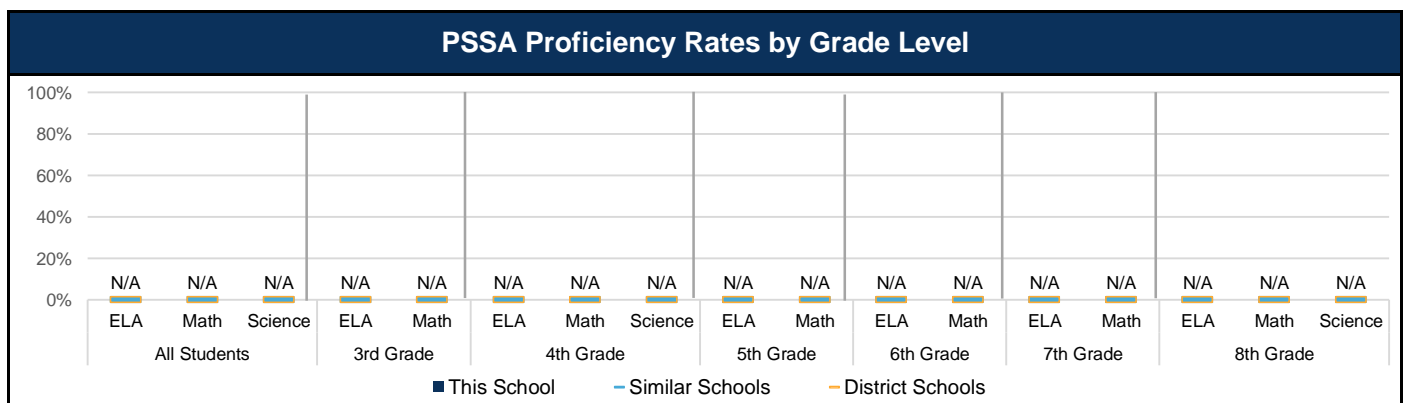 PSSA Proficiency Rates by Grade Level
100%
80%
60%
40%
20%
0%
N/A N/A N/A N/A N/A N/A N/A N/A N/A N/A N/A N/A N/A N/A N/A N/A N/A
ELA Math Science ELA Math ELA Math Science ELA Math ELA Math ELA Math ELA Math Science
All Students 3rd Grade 4th Grade 5th Grade 6th Grade 7th Grade 8th Grade
This School Similar Schools District Schools